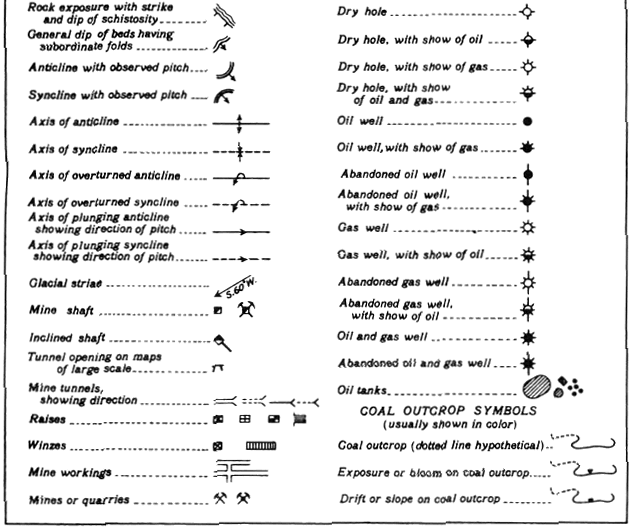 Rock exposure with strike
and dip of schistosity
General dip of beds having
subordinate folds
Anticline with observed pitch
Syncline with observed pitch
Axis of anticline
Axis of syncline
Axis of overturned anticline
Axis of overturned syncline
Axis of plunging anticline
showing direction of pitch
Axis of plunging syncline
showing direction of pitch
Glacial striae
S.60°W.
Mine shaft
Inclined shaft
Tunnel opening on maps
of large scale
Mine tunnels,
showing direction
Raises
Winzes
Mine workings
Mines or quarries
Dry hole
Dry hole, with show of oil
Dry hole, with show of gas
Dry hole, with show
of oil and gas
Oil well
Oil well, with show of gas
Abandoned oil well
Abandoned oil well,
with show of gas
Gas well
Gas well, with show of oil
Abandoned gas well
Abandoned gas well,
with show of oil
Oil and gas well
Abandoned oil and gas well
Oil tanks
COAL OUTCROP SYMBOLS
(usually shown in color)
Coal outcrop (dotted line hypothetical)
Exposure or bloom on coal outcrop
Drift or slope on coal outcrop